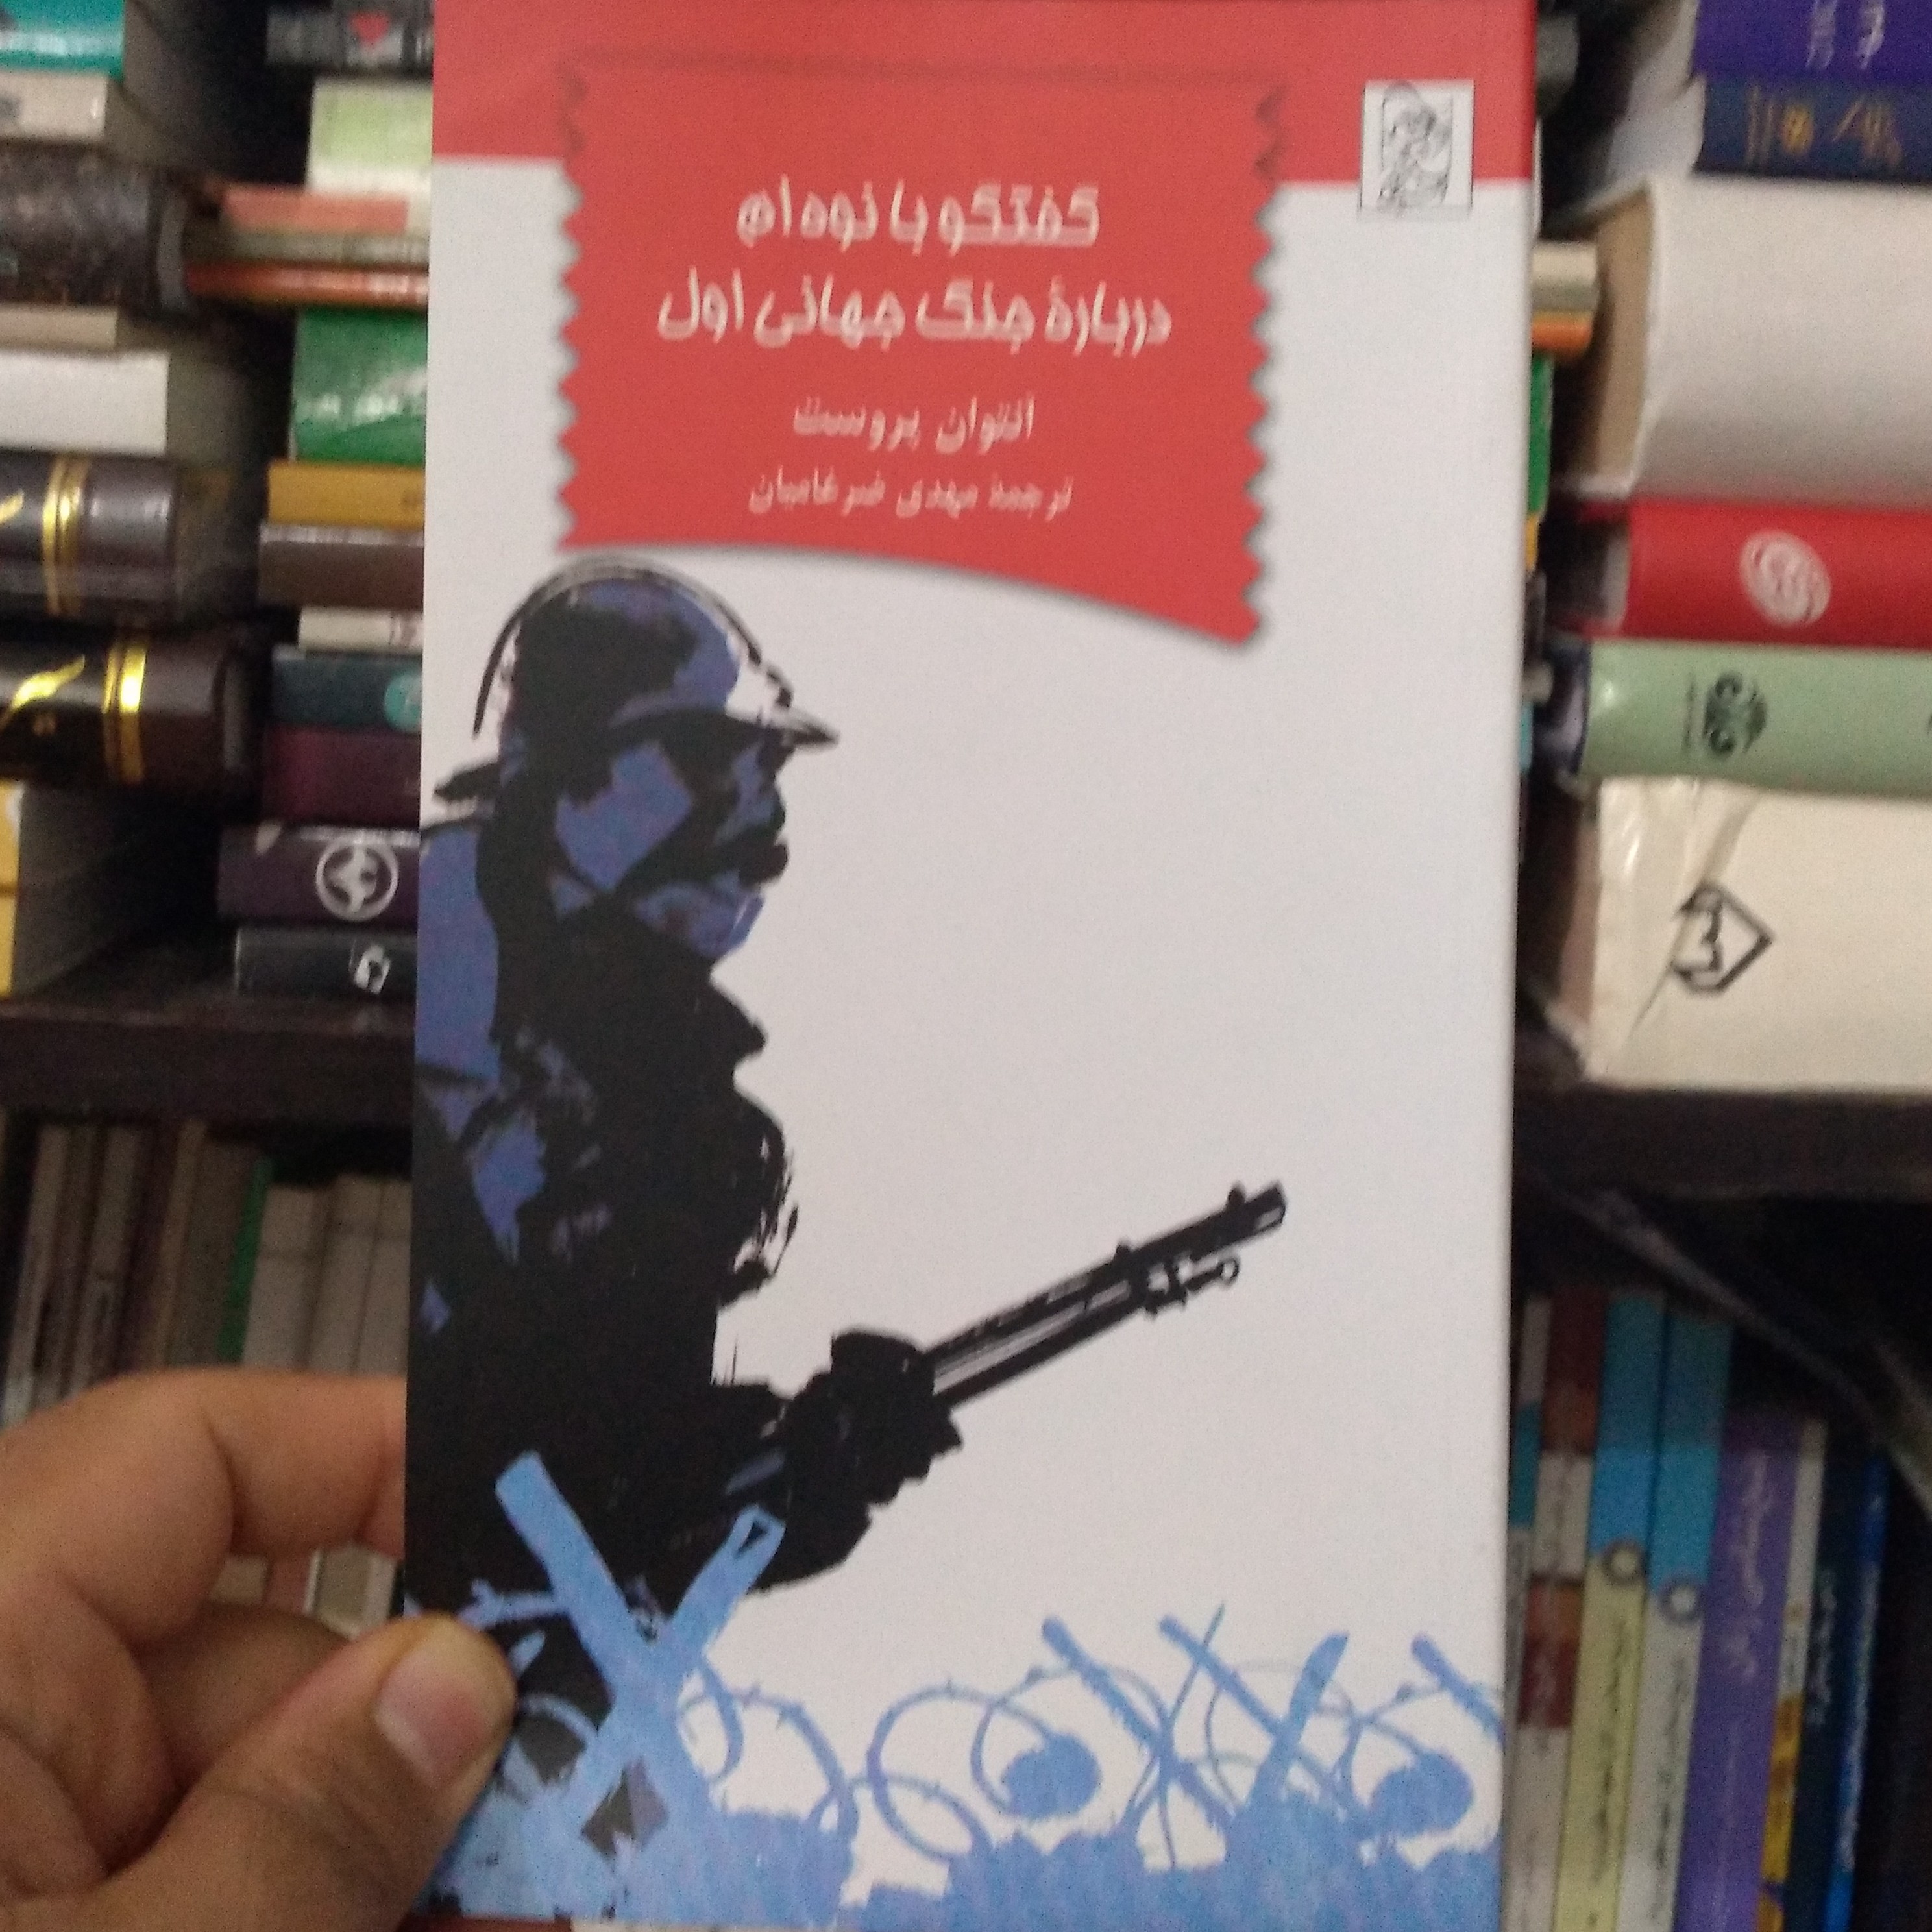 گفتگو با نوه ام
دربارهٔ جنگ جهانی اول
آنتوان پروست
ترجمهٔ مهدی ضرغامیان